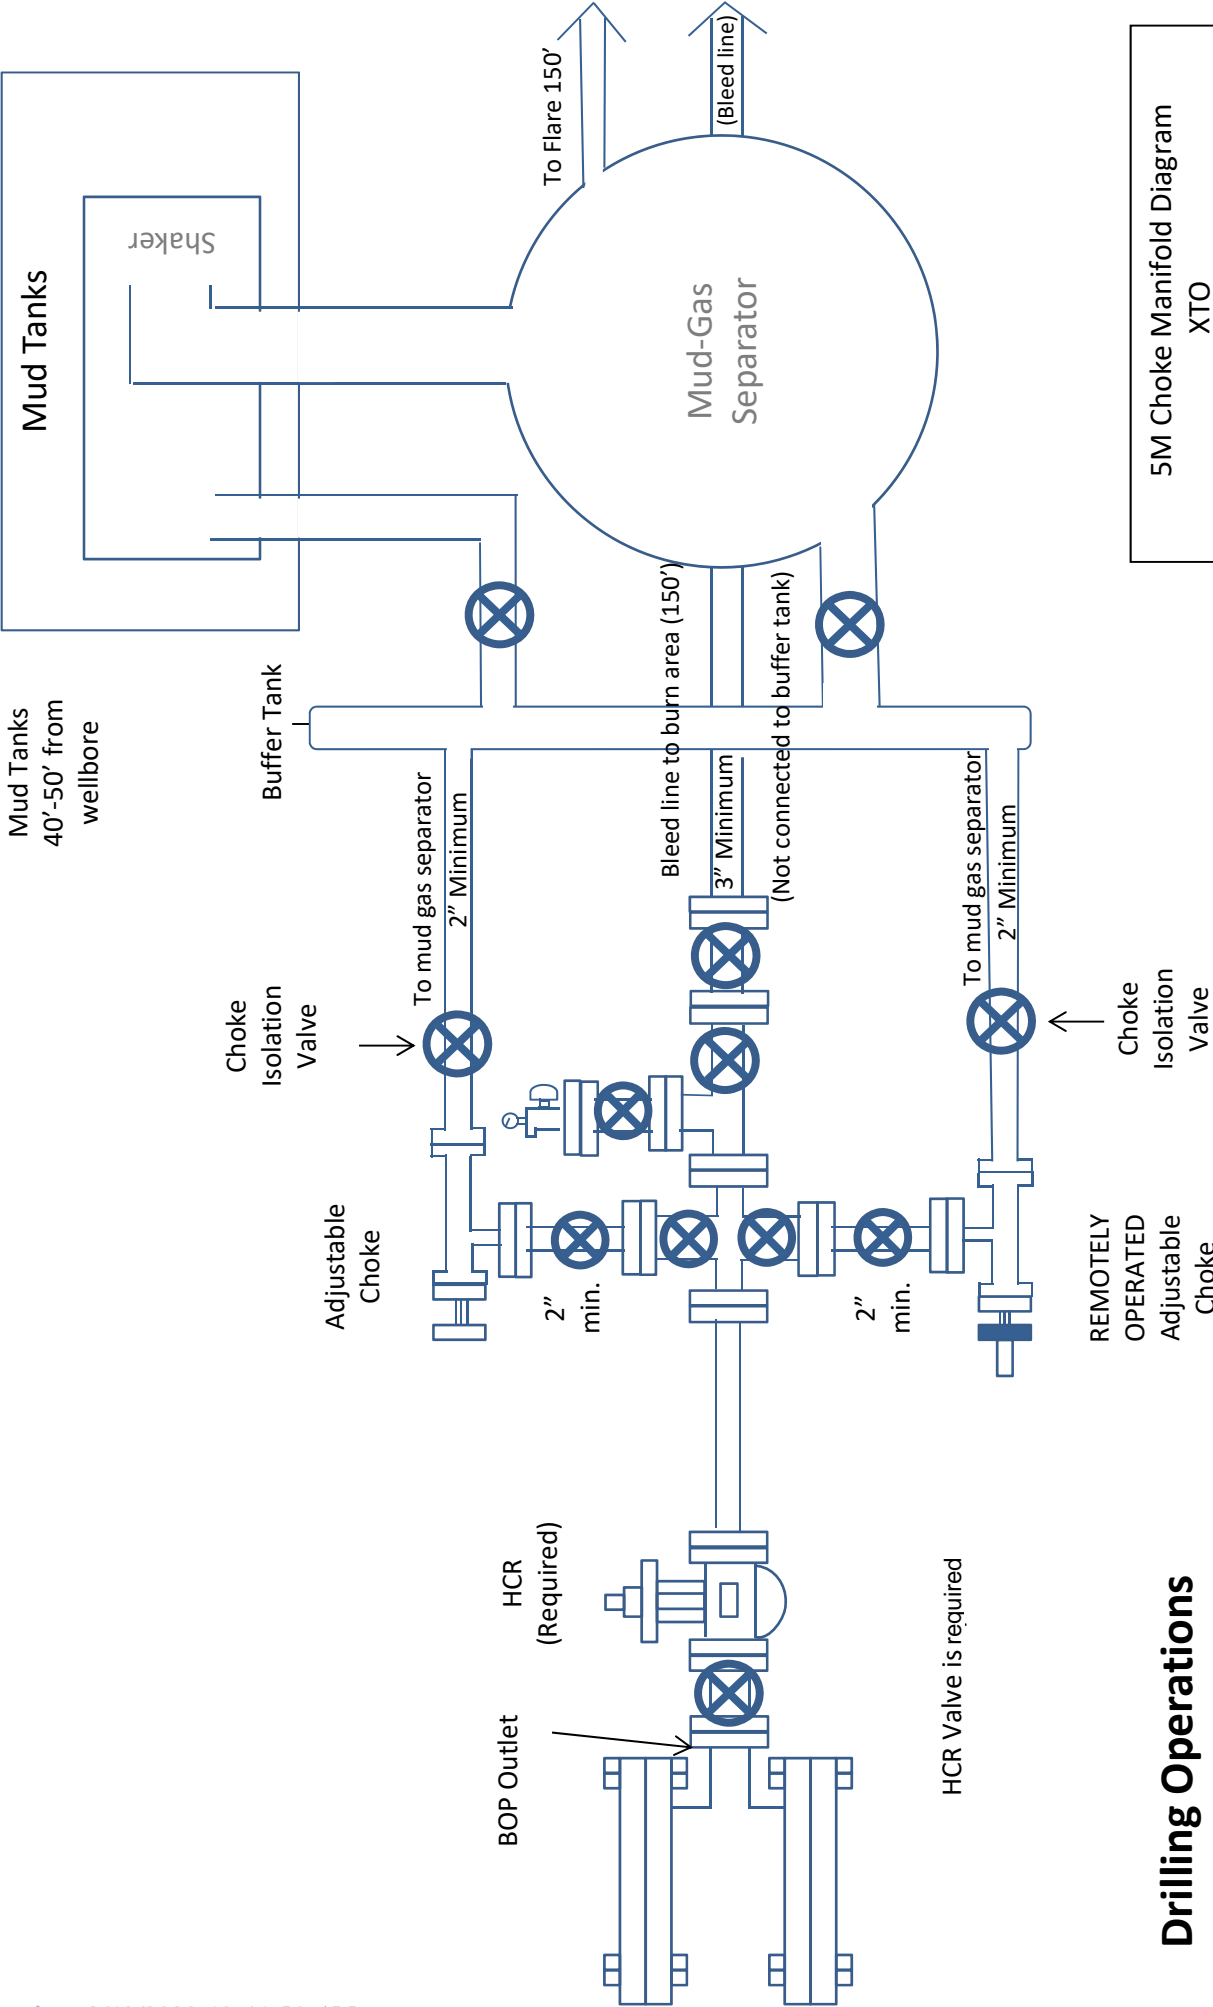 Mud Tanks
Shaker
To Flare 150’
(Bleed line)
Mud-Gas
Separator
Mud Tanks
40’-50’ from
wellbore
Buffer Tank
Bleed line to burn area (150’)
3” Minimum
(Not connected to buffer tank)
To mud gas separator
2” Minimum
To mud gas separator
2” Minimum
Choke
Isolation
Valve
Choke
Isolation
Valve
Adjustable
Choke
2”
min.
2”
min.
REMOTELY
OPERATED
Adjustable
Choke
HCR
(Required)
BOP Outlet
HCR Valve is required
Drilling Operations
5M Choke Manifold Diagram
XTO